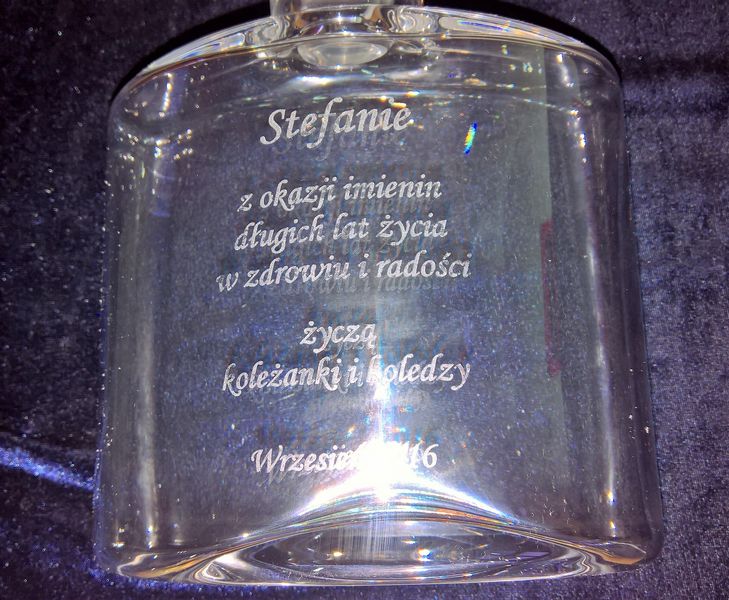 Stefanie
z okazji imienin
długich lat życia
w zdrowiu i radości
życzą
koleżanki i koledzy